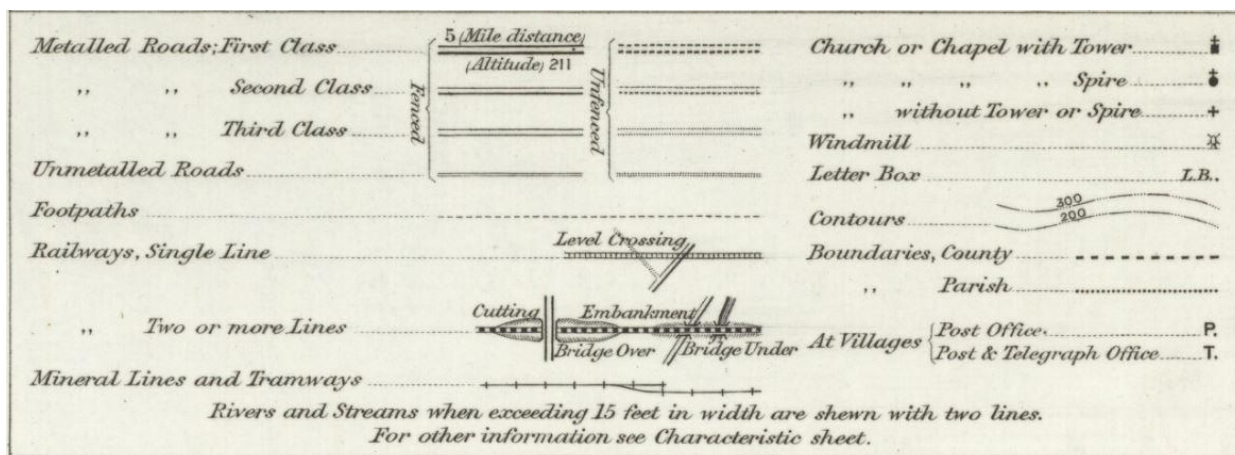 Metalled Roads; First Class
5 (Mile distance)
(Altitude) 211
,, ,, Second Class
,, ,, Third Class
Unmetalled Roads
Fenced
Unfenced
Footpaths
Railways, Single Line
Level Crossing
,, Two or more Lines
Cutting
Embankment
Bridge Over
Bridge Under
Mineral Lines and Tramways
Church or Chapel with Tower
,, ,, ,, ,, Spire
,, without Tower or Spire
Windmill
Letter Box L.B.
Contours
300
200
Boundaries, County
,, Parish
At Villages
Post Office P.
Post & Telegraph Office T.
Rivers and Streams when exceeding 15 feet in width are shewn with two lines.
For other information see Characteristic sheet.